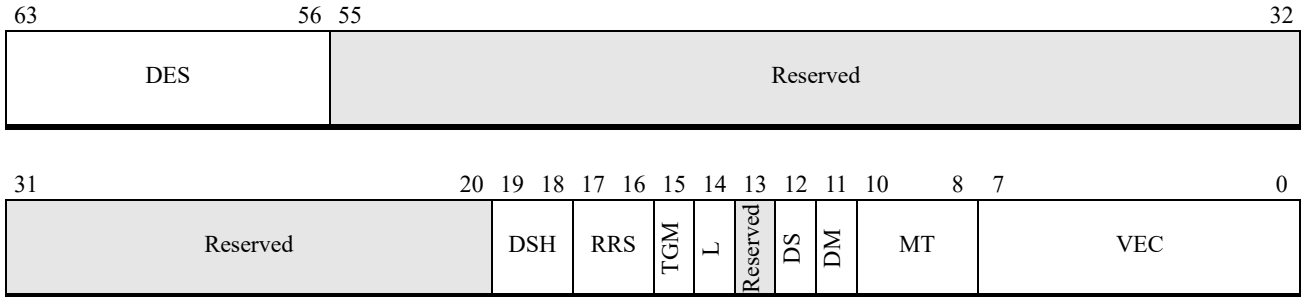 63 56 55 32
DES Reserved
31 20 19 18 17 16 15 14 13 12 11 10 8 7 0
Reserved DSH RRS TGM L Reserved DS DM MT VEC